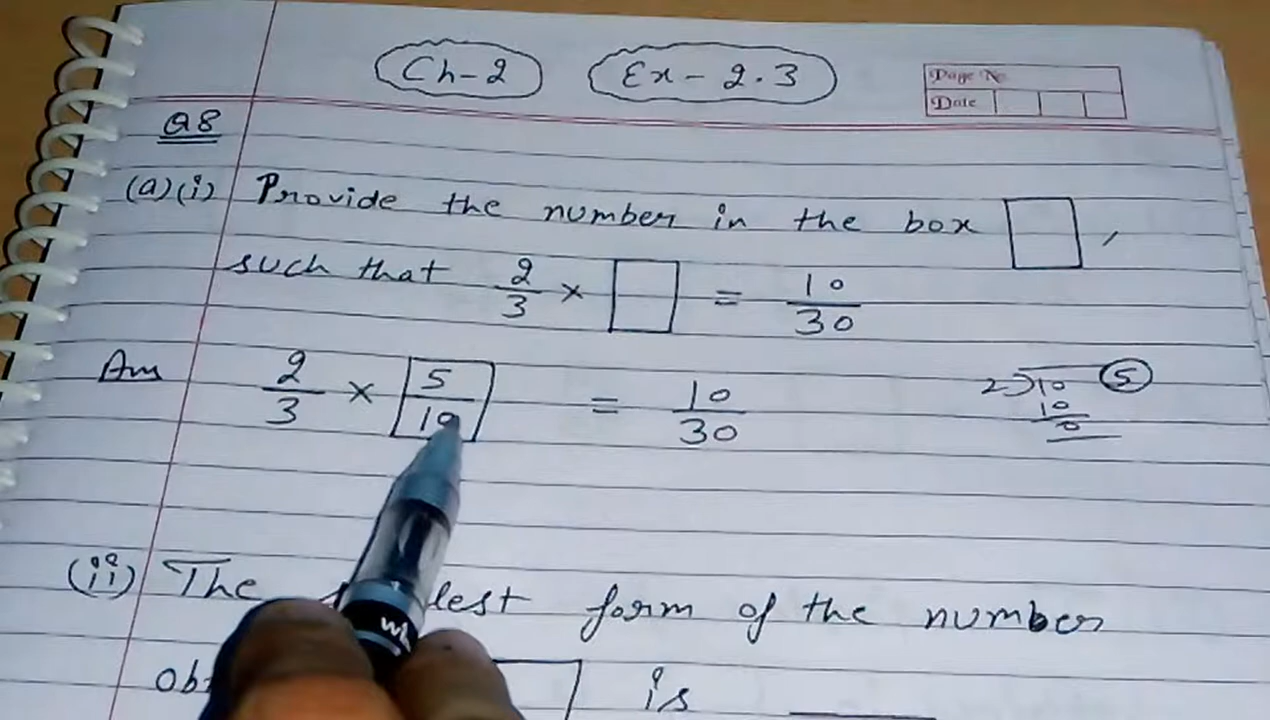 Ch-2 Ex-2.3
Page No.
Date
Q8
(a)(i) Provide the number in the box □,
such that 2/3 × □ = 10/30
Ans 2/3 × 5/10 = 10/30
2)10(5
10
0
(ii) The form of the number
is